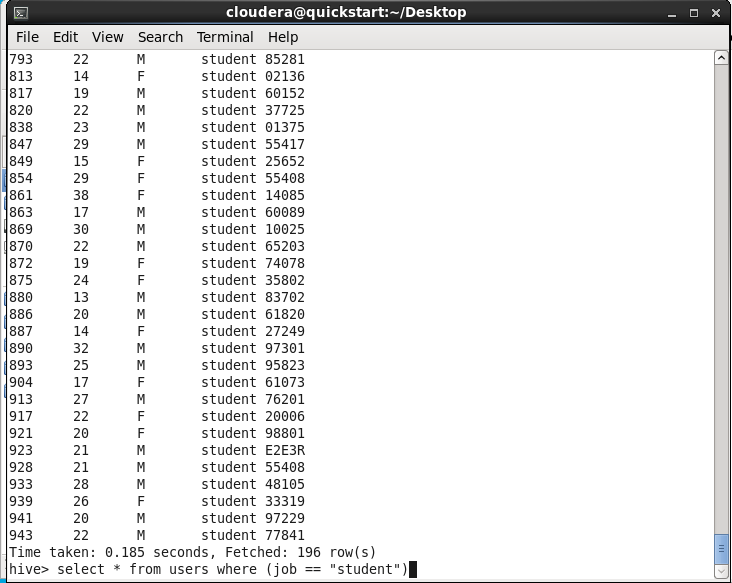 cloudera@quickstart:~/Desktop
File Edit View Search Terminal Help
793 22 M student 85281
813 14 F student 02136
817 19 M student 60152
820 22 M student 37725
838 23 M student 01375
847 29 M student 55417
849 15 F student 25652
854 29 F student 55408
861 38 F student 14085
863 17 M student 60089
869 30 M student 10025
870 22 M student 65203
872 19 F student 74078
875 24 F student 35802
880 13 M student 83702
886 20 M student 61820
887 14 F student 27249
890 32 M student 97301
893 25 M student 95823
904 17 F student 61073
913 27 M student 76201
917 22 F student 20006
921 20 F student 98801
923 21 M student E2E3R
928 21 M student 55408
933 28 M student 48105
939 26 F student 33319
941 20 M student 97229
943 22 M student 77841
Time taken: 0.185 seconds, Fetched: 196 row(s)
hive> select * from users where (job == "student")